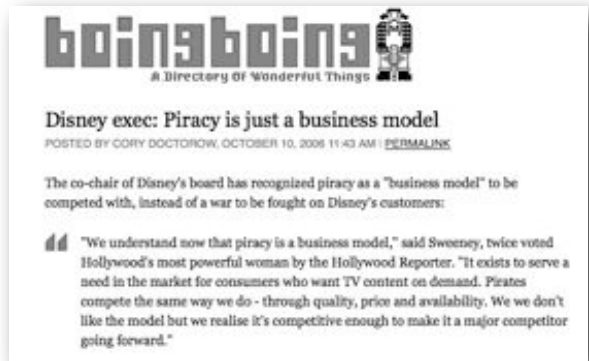 boingboing
A Directory Of Wonderful Things
Disney exec: Piracy is just a business model
POSTED BY CORY DOCTOROW, OCTOBER 10, 2006 11:43 AM | PERMALINK
The co-chair of Disney's board has recognized piracy as a "business model" to be
competed with, instead of a war to be fought on Disney's customers:
"We understand now that piracy is a business model," said Sweeney, twice voted
Hollywood's most powerful woman by the Hollywood Reporter. "It exists to serve a
need in the market for consumers who want TV content on demand. Pirates
compete the same way we do - through quality, price and availability. We we don't
like the model but we realise it's competitive enough to make it a major competitor
going forward."